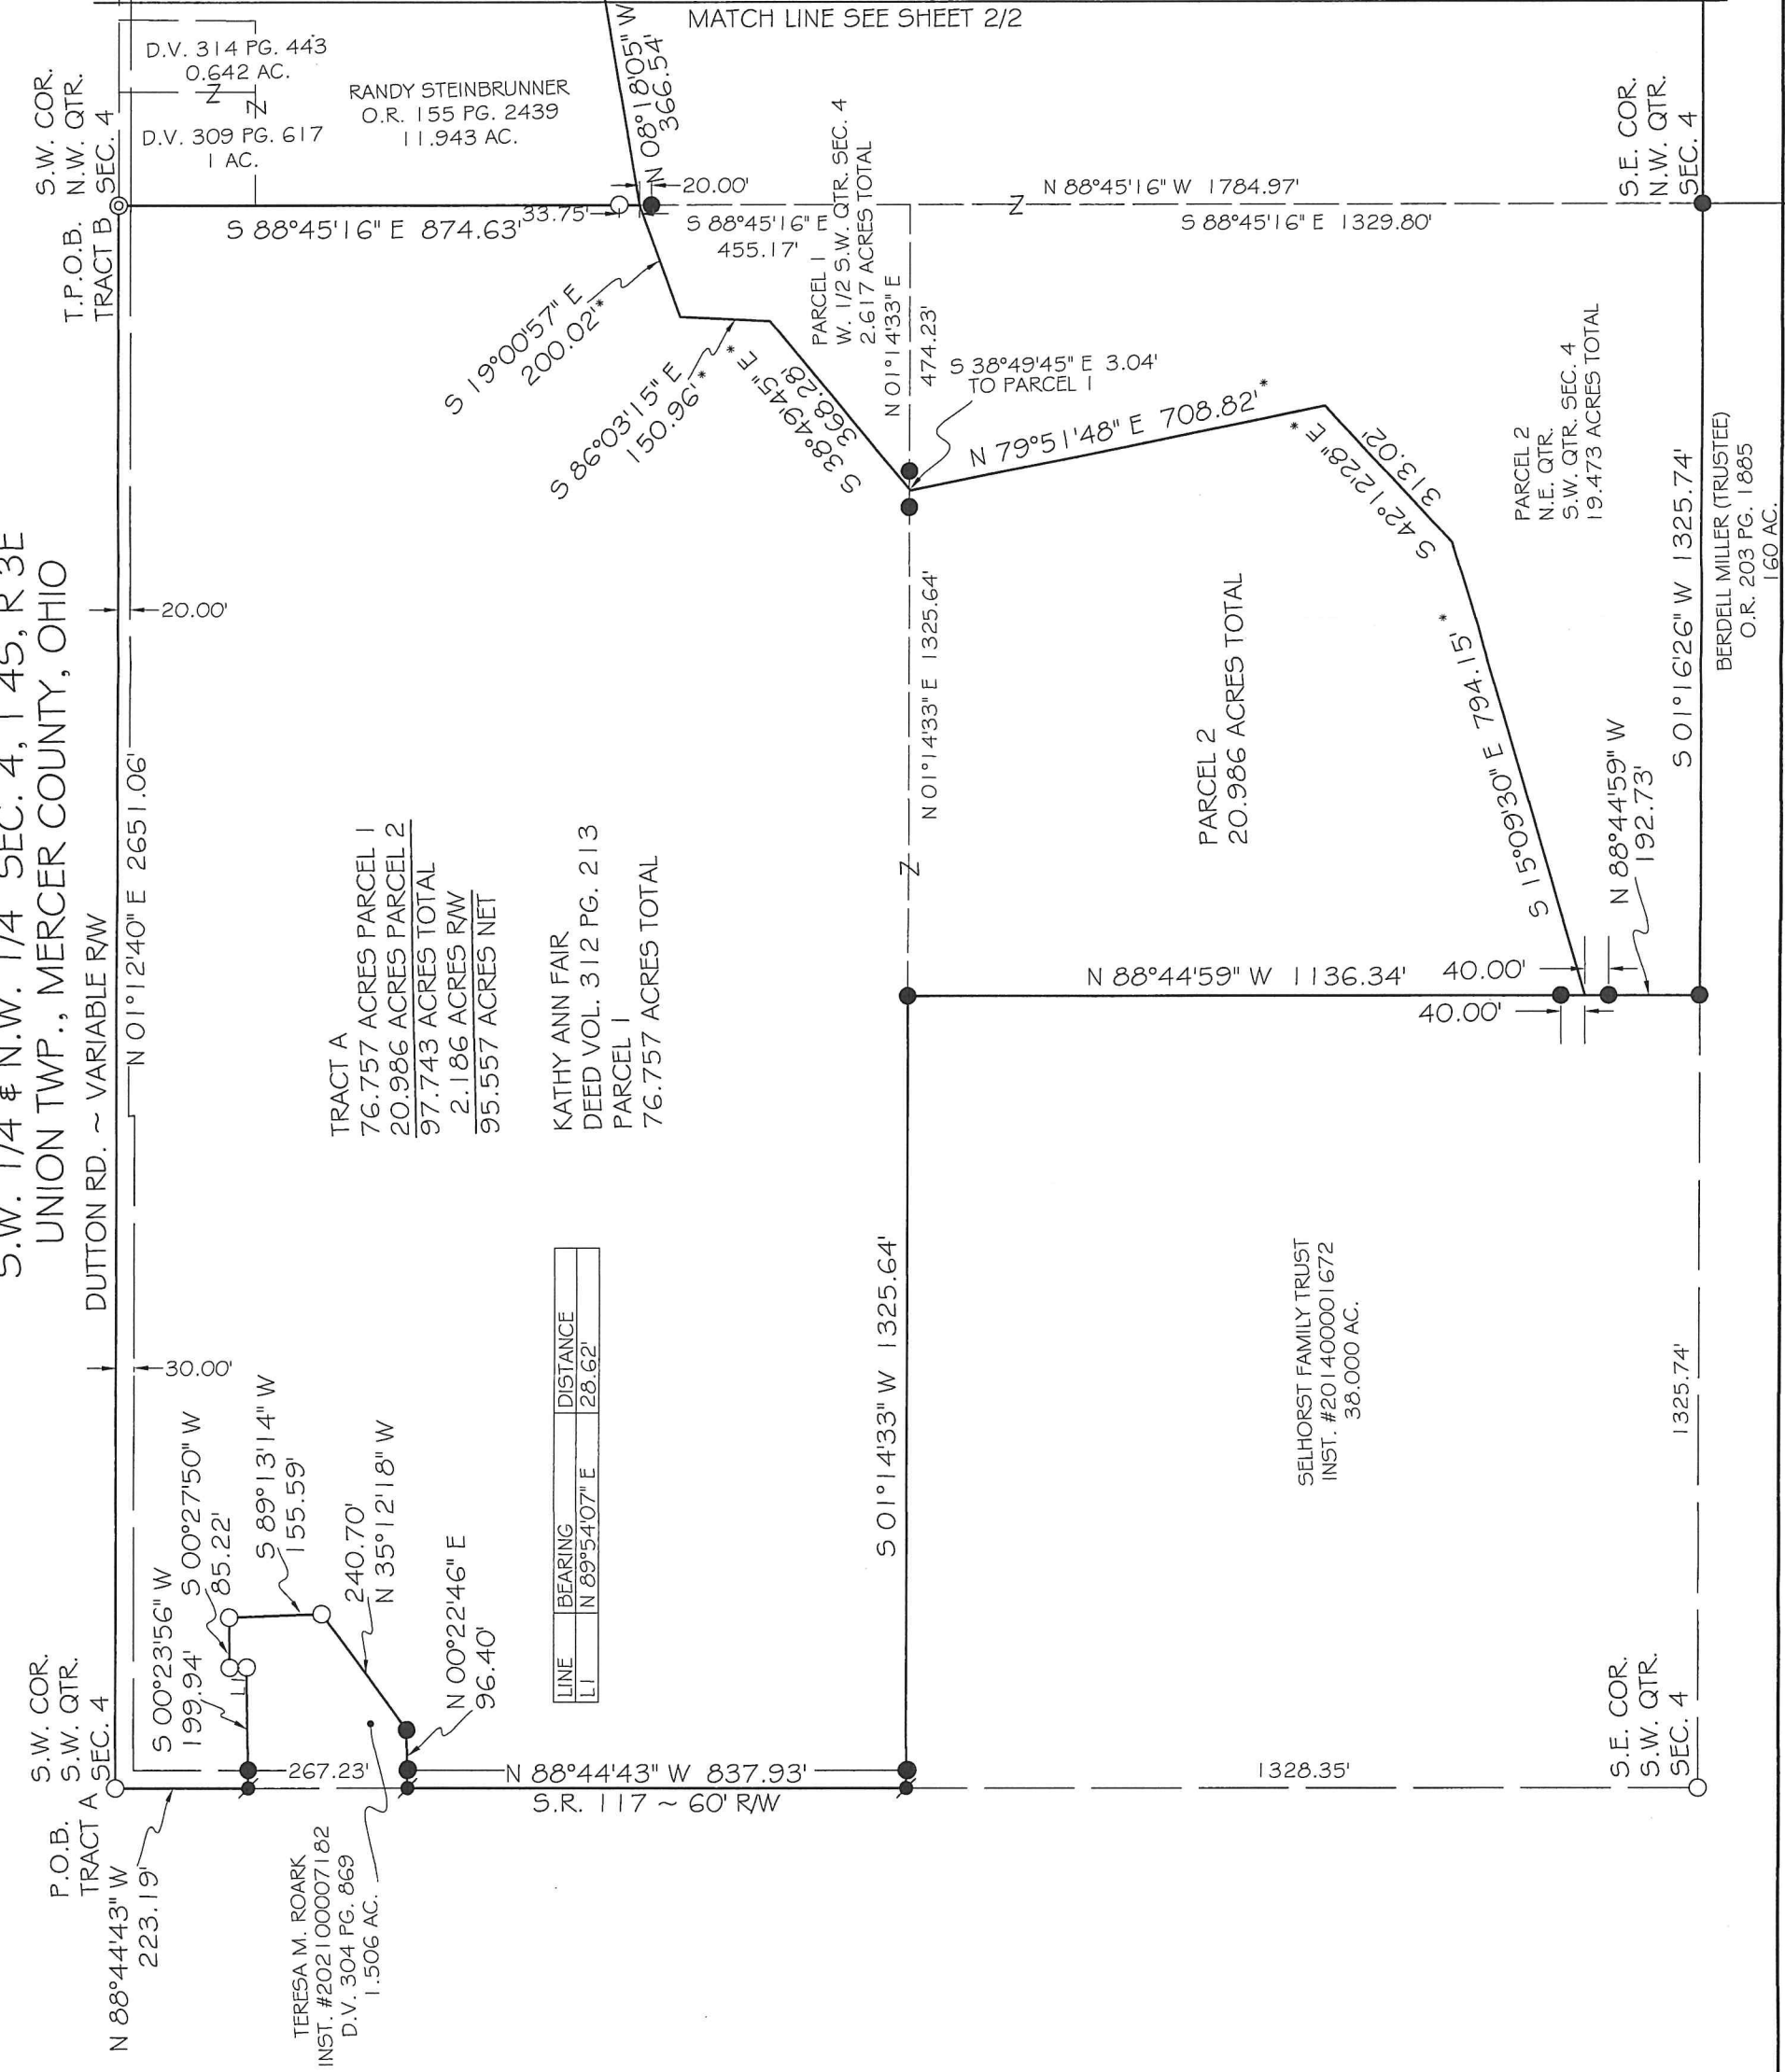 S.W. 1/4 & N.W. 1/4 SEC. 4, T 4S, R 3E
UNION TWP., MERCER COUNTY, OHIO
DUTTON RD. ~ VARIABLE R/W
N 01°12'40" E 2651.06'
20.00'
30.00'
MATCH LINE SEE SHEET 2/2
S.W. COR.
N.W. QTR.
SEC. 4
T.P.O.B.
TRACT B
D.V. 314 PG. 443
0.642 AC.
Z
Z
D.V. 309 PG. 617
1 AC.
RANDY STEINBRUNNER
O.R. 155 PG. 2439
11.943 AC.
N 08°18'05" W
366.54'
20.00'
33.75'
S 88°45'16" E 874.63'
S 88°45'16" E
455.17'
N 88°45'16" W 1784.97'
Z
S 88°45'16" E 1329.80'
S.E. COR.
N.W. QTR.
SEC. 4
PARCEL 1
W. 1/2 S.W. QTR. SEC. 4
2.617 ACRES TOTAL
S 19°00'57" E
200.02'*
S 86°03'15" E
150.96'*
S 38°49'45" E *
368.28'
N 01°14'33" E
474.23'
S 38°49'45" E 3.04'
TO PARCEL 1
N 79°51'48" E 708.82' *
S 42°12'28" E *
313.02'
PARCEL 2
N.E. QTR.
S.W. QTR. SEC. 4
19.473 ACRES TOTAL
S 01°16'26" W 1325.74'
BERDELL MILLER (TRUSTEE)
O.R. 203 PG. 1885
160 AC.
N 01°14'33" E 1325.64'
Z
PARCEL 2
20.986 ACRES TOTAL
S 15°09'30" E 794.15' *
N 88°44'59" W
192.73'
N 88°44'59" W 1136.34'
40.00'
40.00'
TRACT A
76.757 ACRES PARCEL 1
20.986 ACRES PARCEL 2
97.743 ACRES TOTAL
2.186 ACRES R/W
95.557 ACRES NET
KATHY ANN FAIR
DEED VOL. 312 PG. 213
PARCEL 1
76.757 ACRES TOTAL
LINE BEARING DISTANCE
L1 N 89°54'07" E 28.62'
S 01°14'33" W 1325.64'
SELHORST FAMILY TRUST
INST. #201400001672
38.000 AC.
1325.74'
S.W. COR.
S.W. QTR.
SEC. 4
P.O.B.
TRACT A
N 88°44'43" W
223.19'
S 00°23'56" W
199.94'
L1
S 00°27'50" W
85.22'
S 89°13'14" W
155.59'
240.70'
N 35°12'18" W
N 00°22'46" E
96.40'
267.23'
N 88°44'43" W 837.93'
S.R. 117 ~ 60' R/W
1328.35'
TERESA M. ROARK
INST. #202100007182
D.V. 304 PG. 869
1.506 AC.
S.E. COR.
S.W. QTR.
SEC. 4